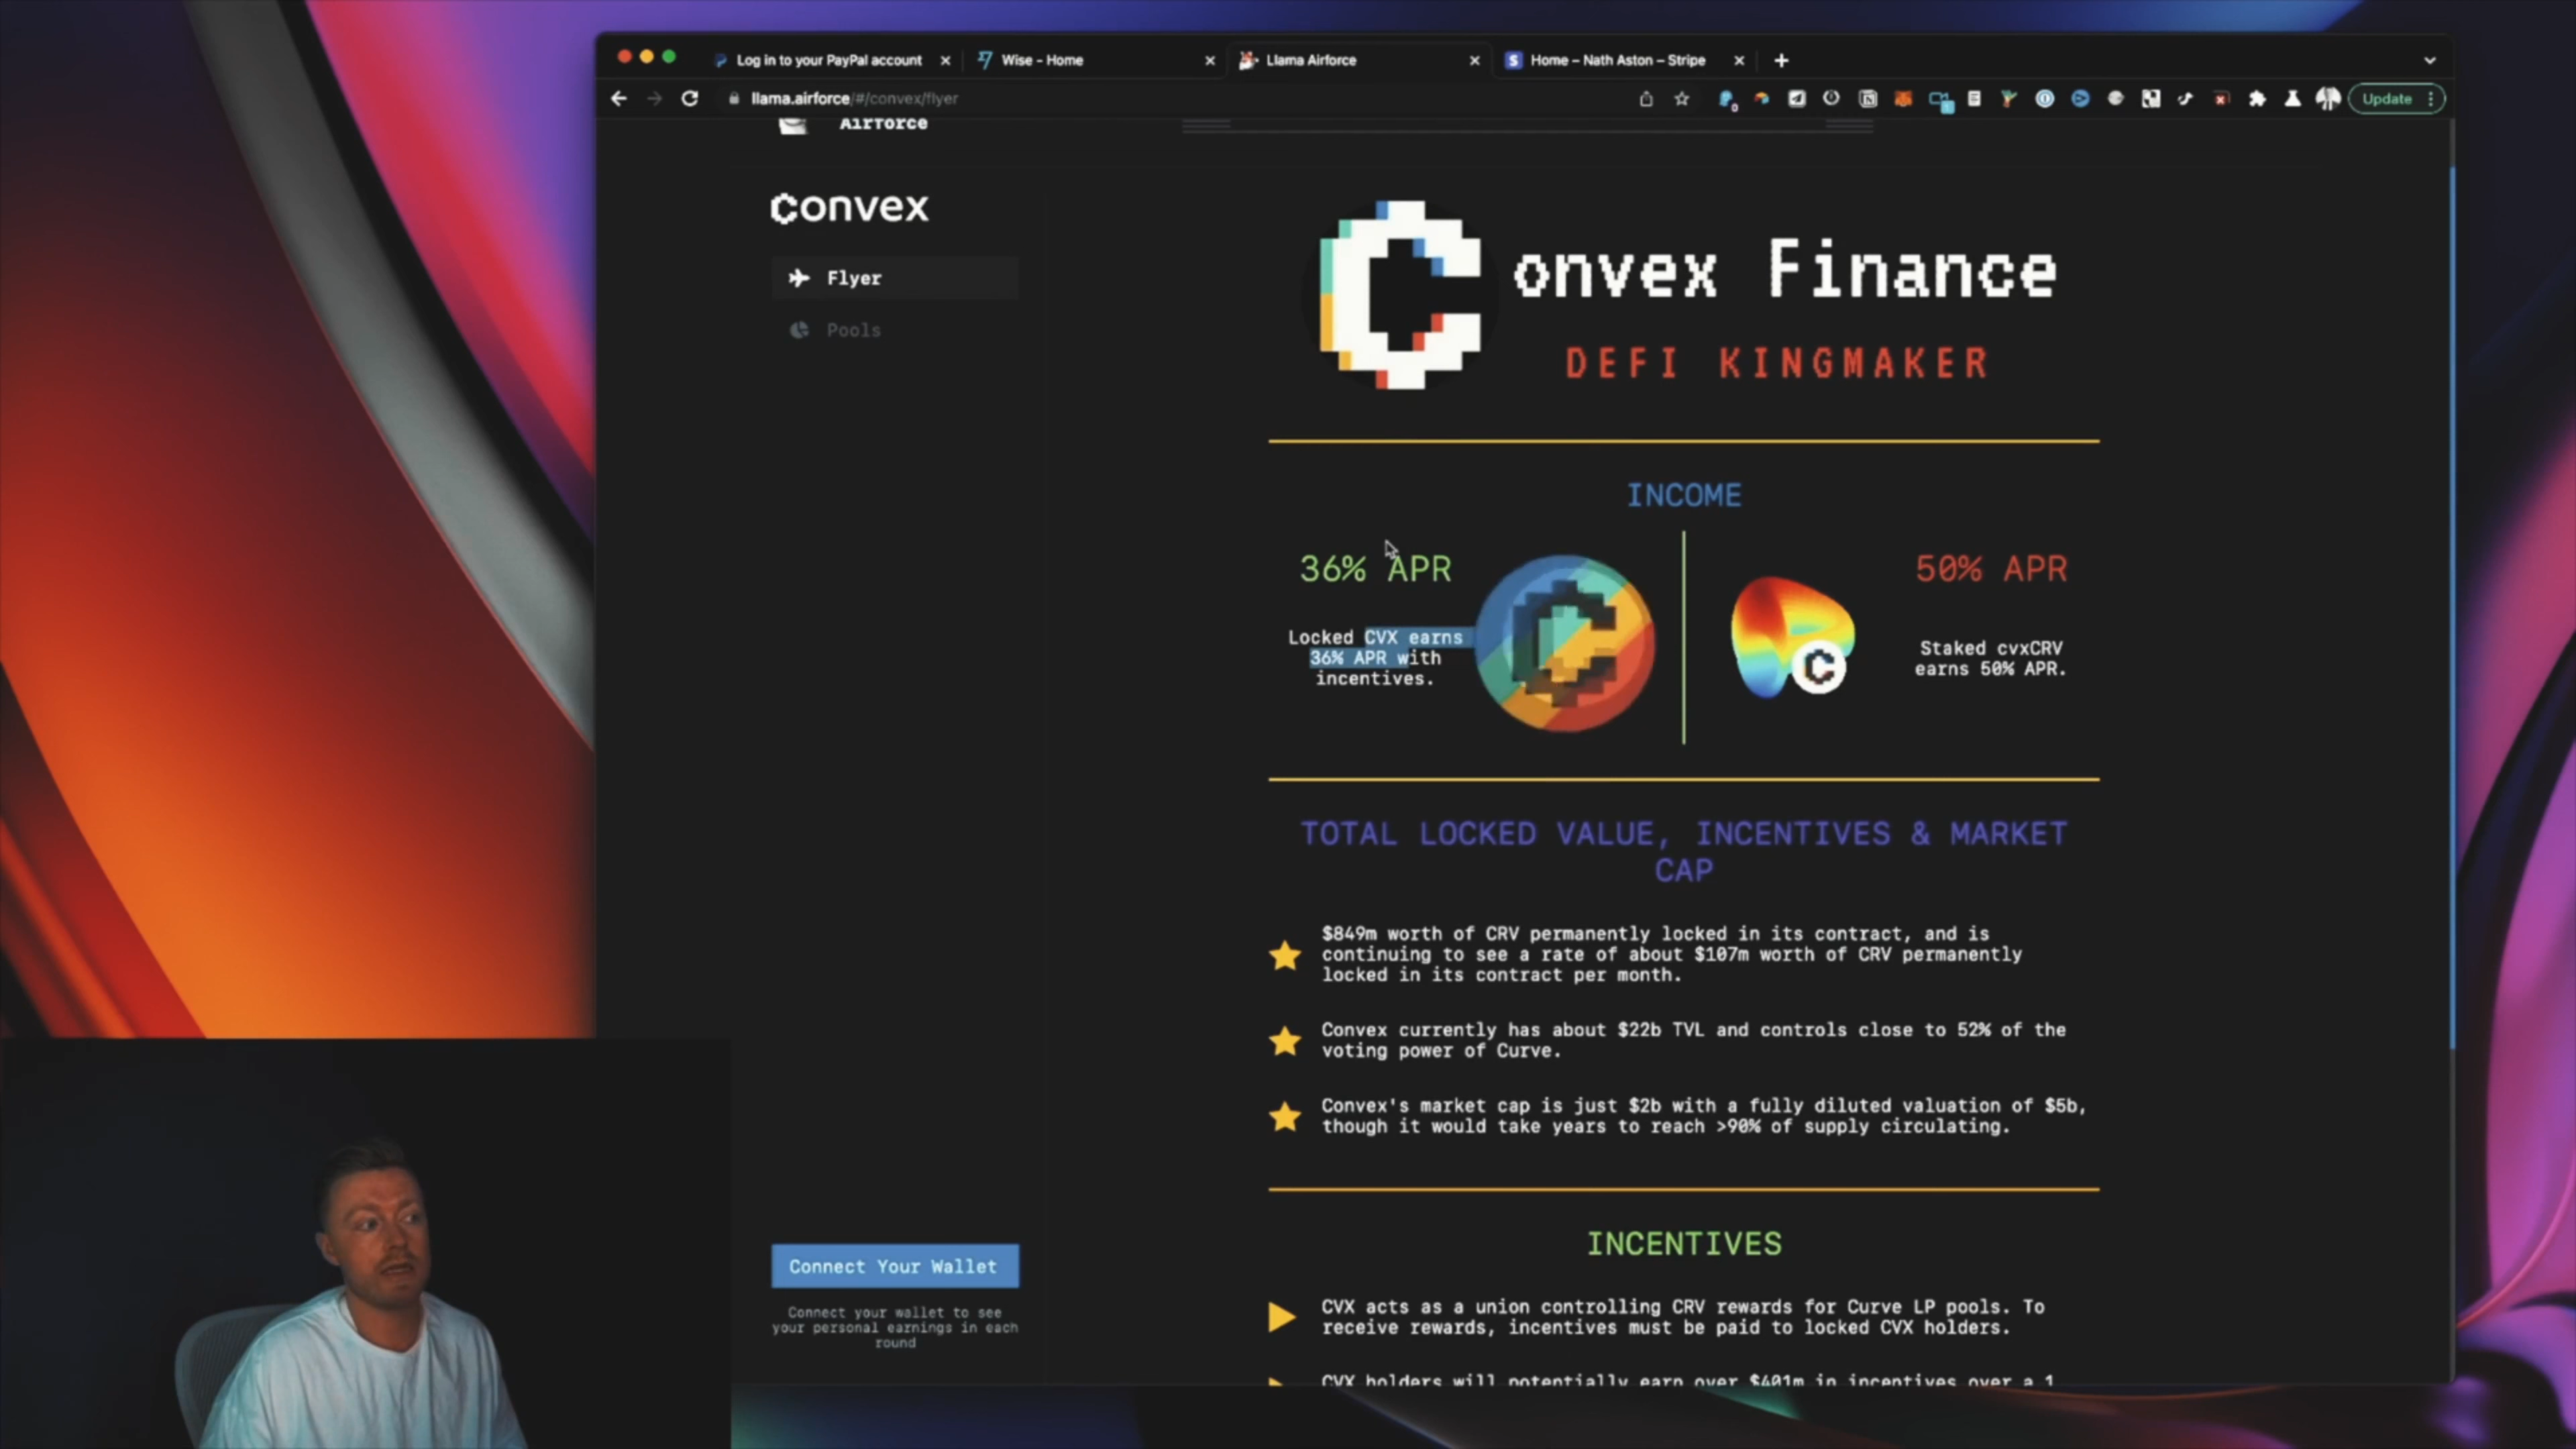 Log in to your PayPal account
Wise – Home
Llama Airforce
Home – Nath Aston – Stripe
llama.airforce/#/convex/flyer
Update
Airforce
convex
Flyer
Pools
Convex Finance
DEFI KINGMAKER
INCOME
36% APR
Locked CVX earns
36% APR with
incentives.
50% APR
Staked cvxCRV
earns 50% APR.
TOTAL LOCKED VALUE, INCENTIVES & MARKET
CAP
$849m worth of CRV permanently locked in its contract, and is
continuing to see a rate of about $107m worth of CRV permanently
locked in its contract per month.
Convex currently has about $22b TVL and controls close to 52% of the
voting power of Curve.
Convex's market cap is just $2b with a fully diluted valuation of $5b,
though it would take years to reach >90% of supply circulating.
INCENTIVES
CVX acts as a union controlling CRV rewards for Curve LP pools. To
receive rewards, incentives must be paid to locked CVX holders.
CVX holders will potentially earn over $401m in incentives over a 1
Connect Your Wallet
Connect your wallet to see
your personal earnings in each
round